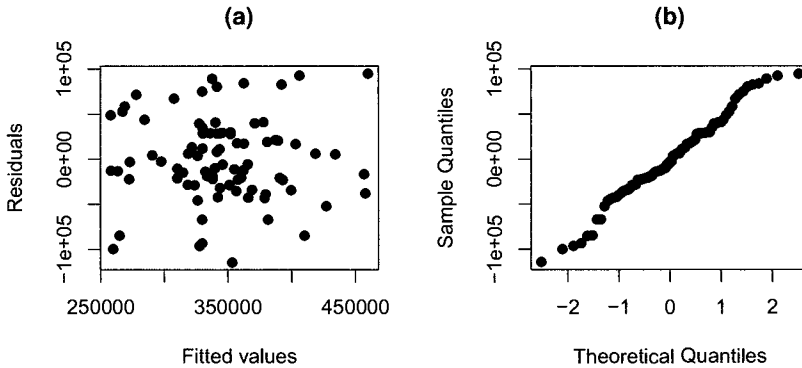 (a)
Residuals
1e+05
0e+00
−1e+05
250000
350000
450000
Fitted values
(b)
Sample Quantiles
1e+05
0e+00
−1e+05
−2
−1
0
1
2
Theoretical Quantiles